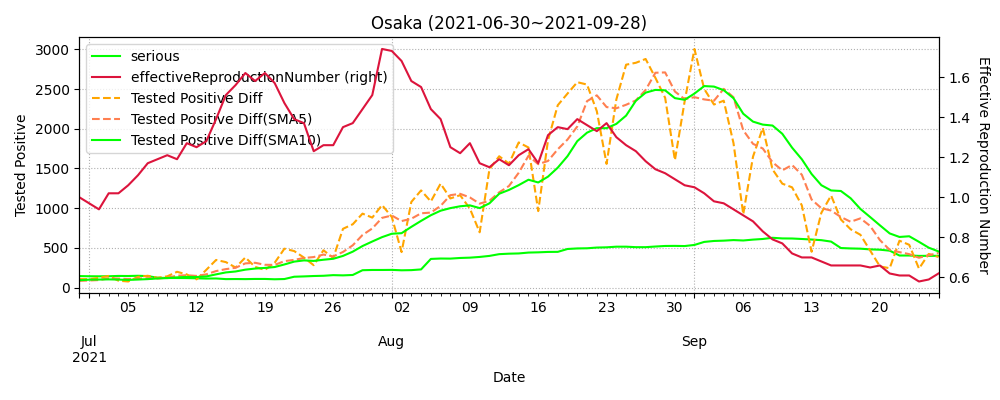 Osaka (2021-06-30~2021-09-28)
serious
effectiveReproductionNumber (right)
Tested Positive Diff
Tested Positive Diff(SMA5)
Tested Positive Diff(SMA10)
Tested Positive
3000
2500
2000
1500
1000
500
0
1.6
1.4
1.2
1.0
0.8
0.6
Effective Reproduction Number
05 12 19 26 02 09 16 23 30 06 13 20
Jul Aug Sep
2021
Date